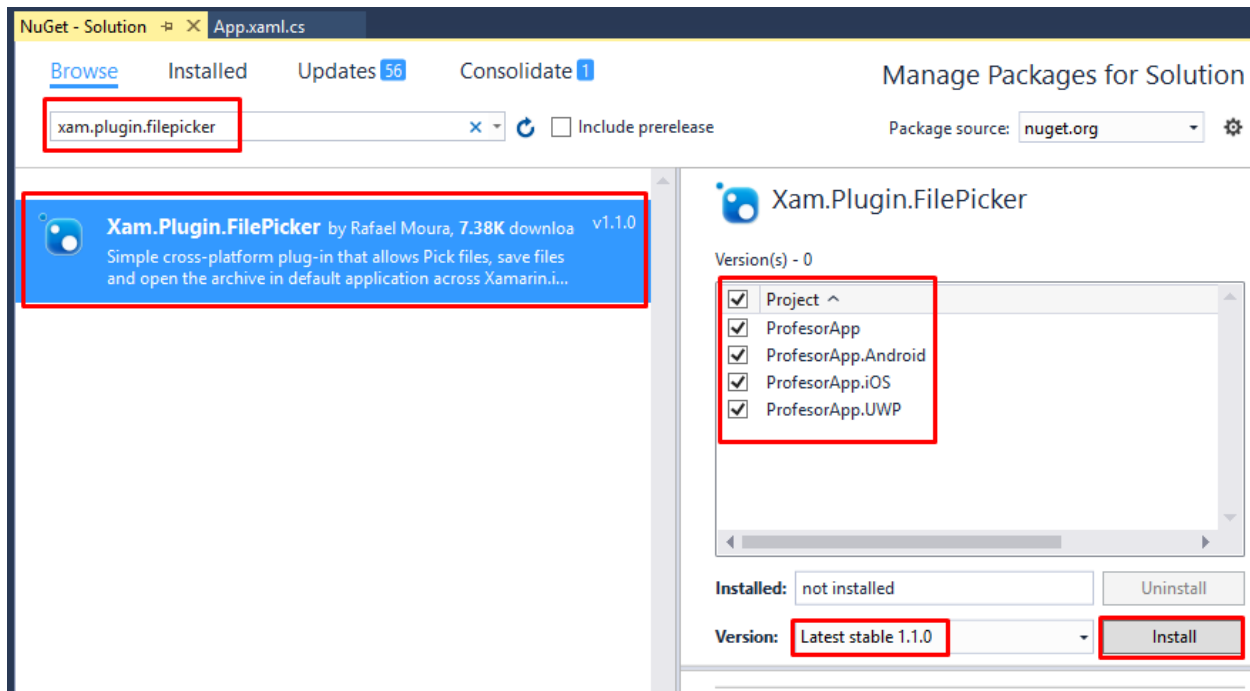 NuGet - Solution App.xaml.cs
Browse Installed Updates 56 Consolidate 1
Manage Packages for Solution
xam.plugin.filepicker Include prerelease Package source: nuget.org
Xam.Plugin.FilePicker by Rafael Moura, 7.38K downloa v1.1.0
Simple cross-platform plug-in that allows Pick files, save files
and open the archive in default application across Xamarin.i...
Xam.Plugin.FilePicker
Version(s) - 0
Project
ProfesorApp
ProfesorApp.Android
ProfesorApp.iOS
ProfesorApp.UWP
Installed: not installed Uninstall
Version: Latest stable 1.1.0 Install